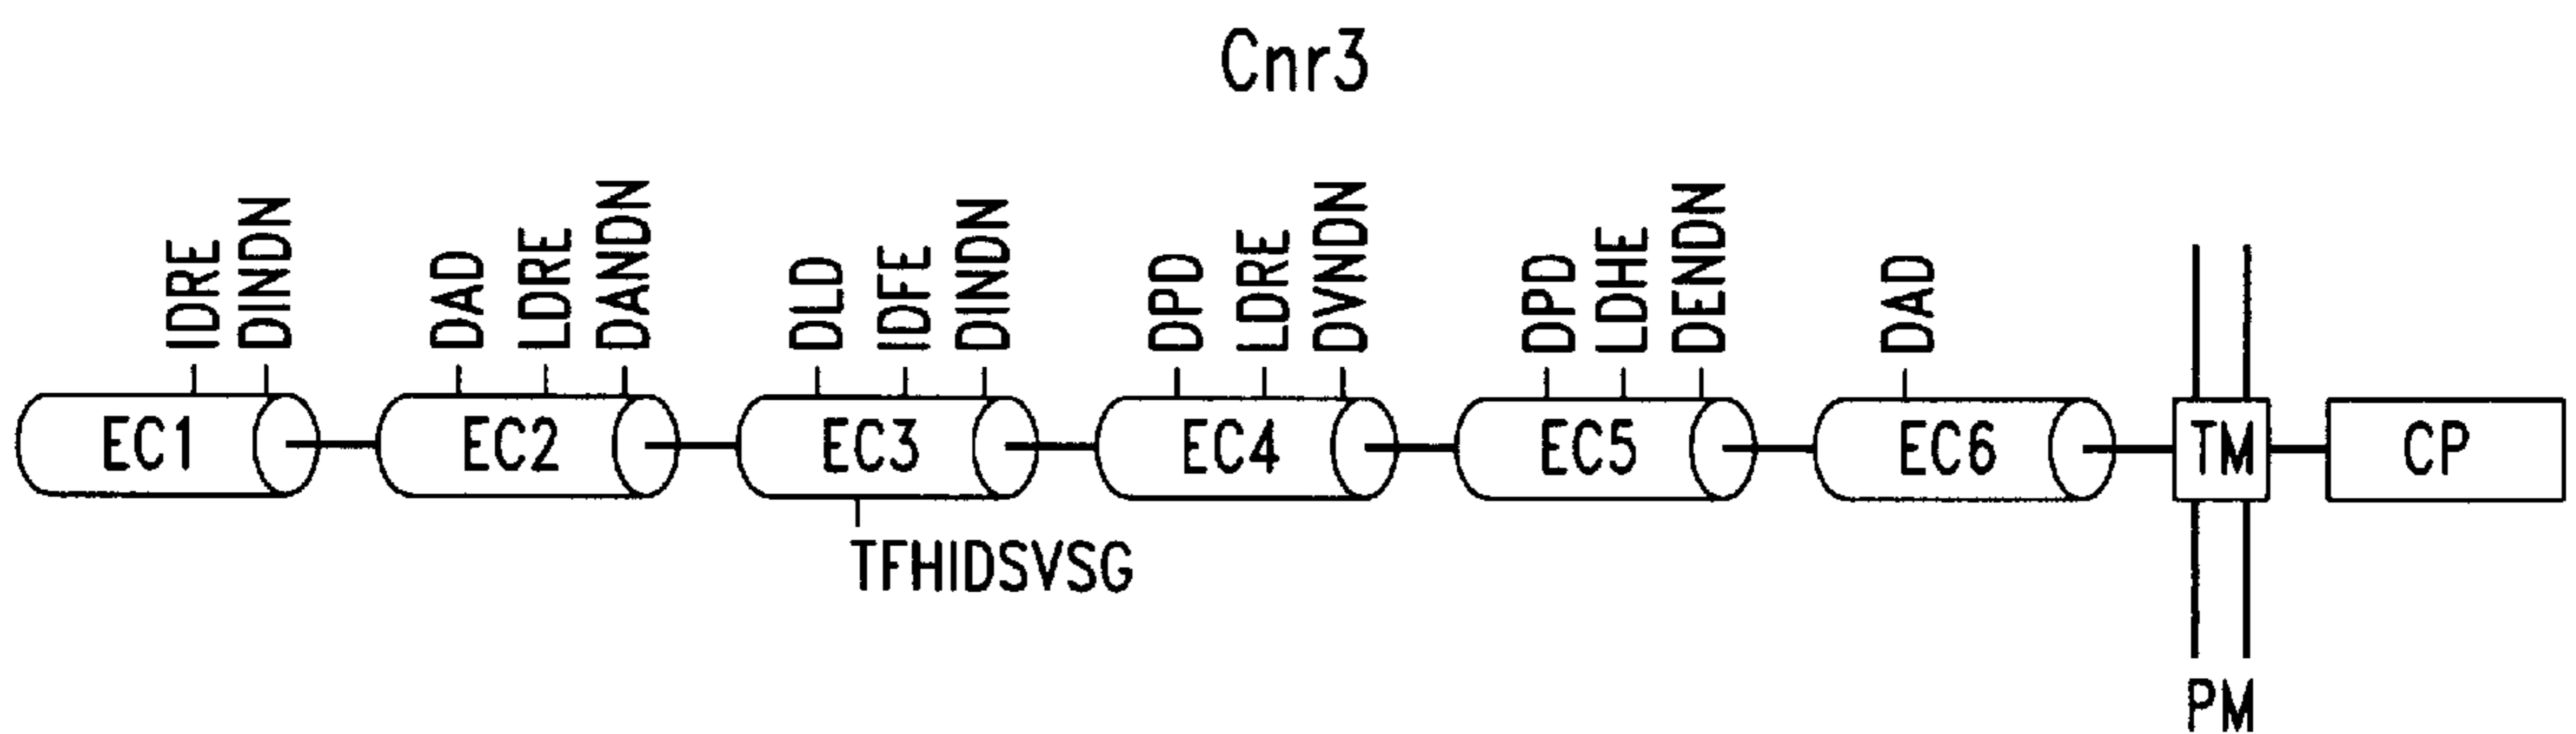 Cnr3
IDRE
DINDN
DAD
LDRE
DANDN
DLD
IDFE
DINDN
DPD
LDRE
DVNDN
DPD
LDHE
DENDN
DAD
EC1
EC2
EC3
EC4
EC5
EC6
TM
CP
TFHIDSVSG
PM